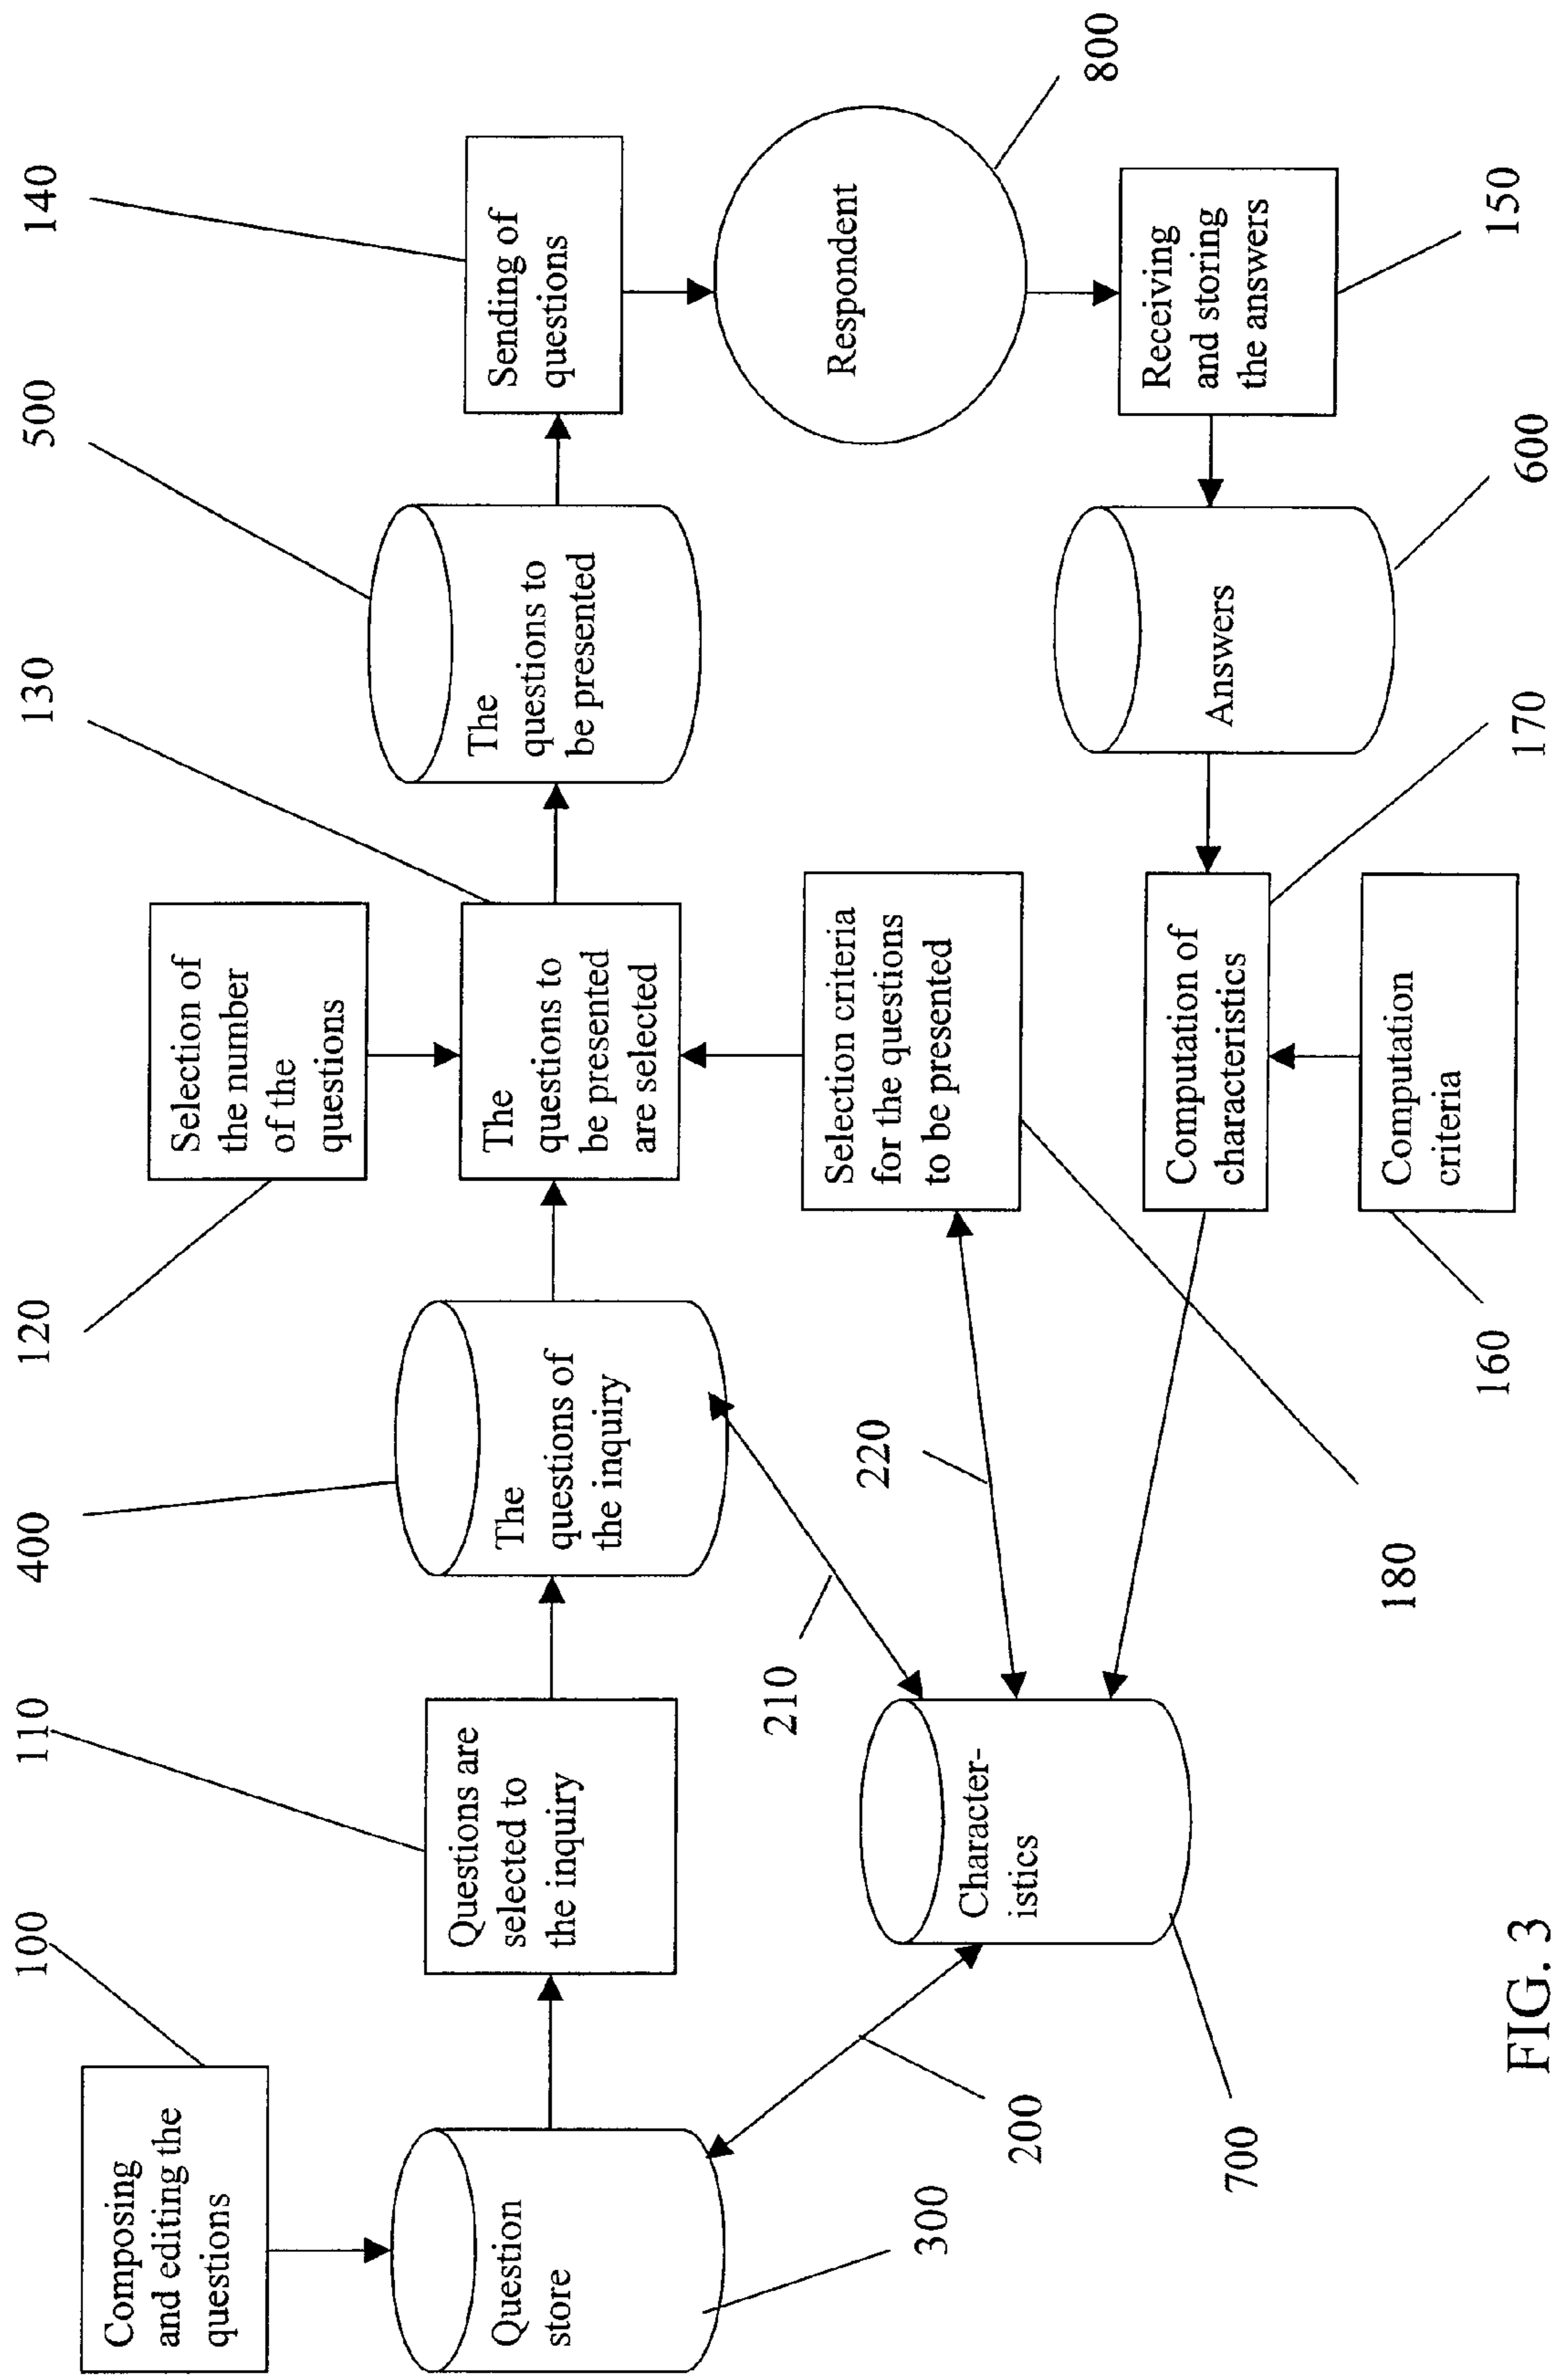 100
110
400
120
130
500
140
Composing
and editing the
questions
Selection of
the number
of the
questions
Question
store
Questions are
selected to
the inquiry
The
questions of
the inquiry
The
questions to
be presented
are selected
The
questions to
be presented
Sending of
questions
300
200
210
220
Selection criteria
for the questions
to be presented
Respondent
800
Character-
istics
700
180
Computation of
characteristics
Answers
Receiving
and storing
the answers
Computation
criteria
160
170
600
150
FIG. 3